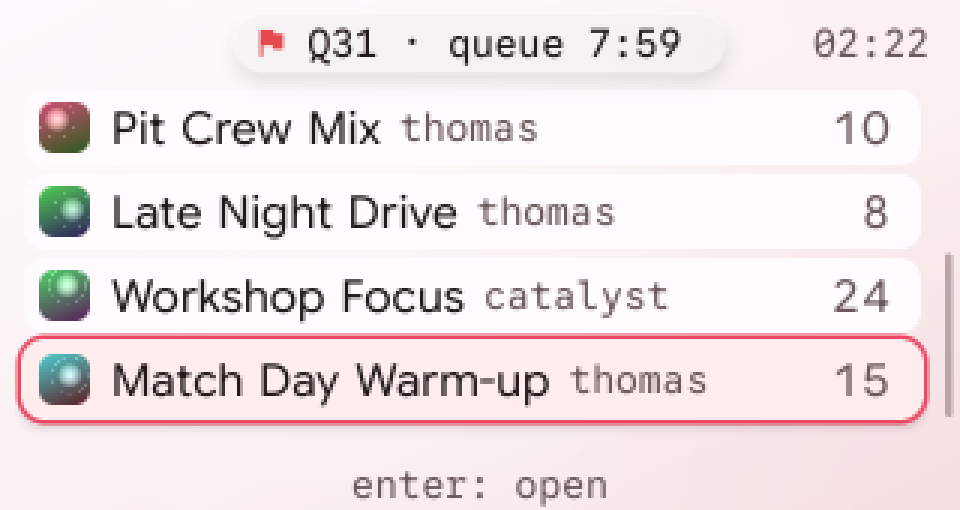 Q31 · queue 7:59 02:22
Pit Crew Mix thomas 10
Late Night Drive thomas 8
Workshop Focus catalyst 24
Match Day Warm-up thomas 15
enter: open